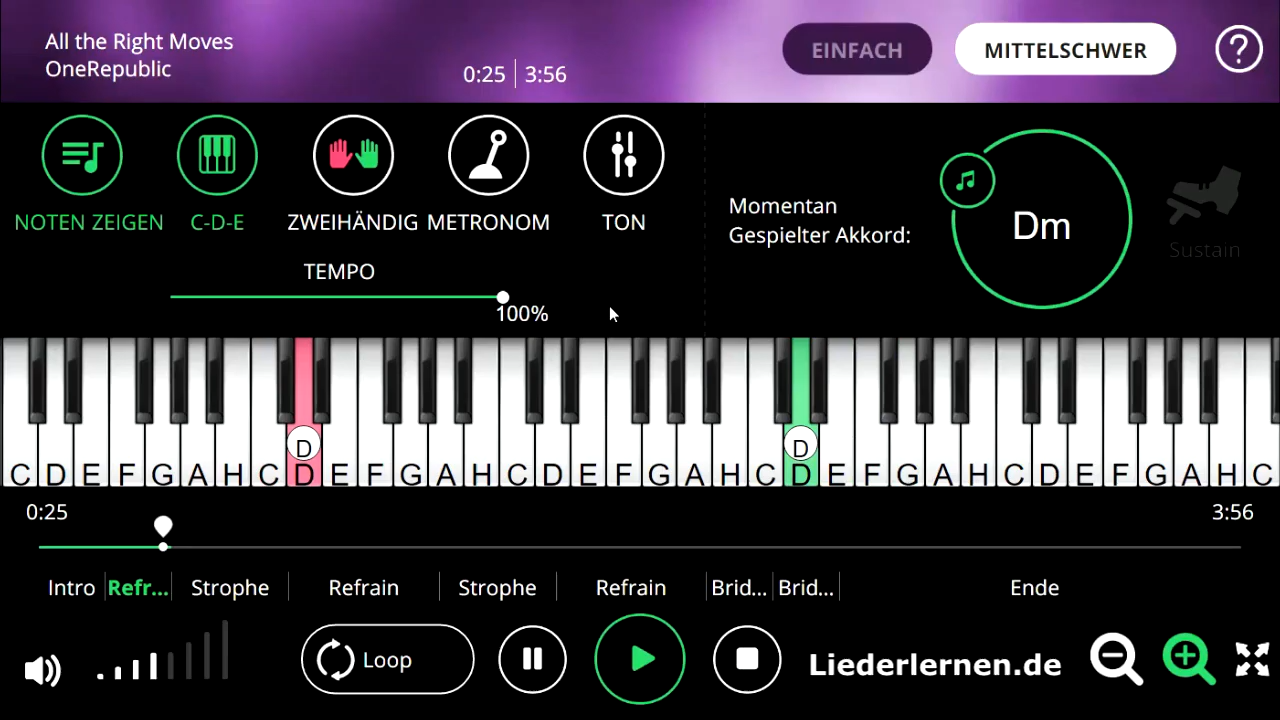 All the Right Moves
OneRepublic
0:25 | 3:56
EINFACH
MITTELSCHWER
?
NOTEN ZEIGEN
C-D-E
ZWEIHÄNDIG
METRONOM
TON
TEMPO
100%
Momentan
Gespielter Akkord:
Dm
Sustain
D
D
C D E F G A H C D E F G A H C D E F G A H C D E F G A H C D E F G A H C
0:25
3:56
Intro
Refr...
Strophe
Refrain
Strophe
Refrain
Brid...
Brid...
Ende
Loop
Liederlernen.de